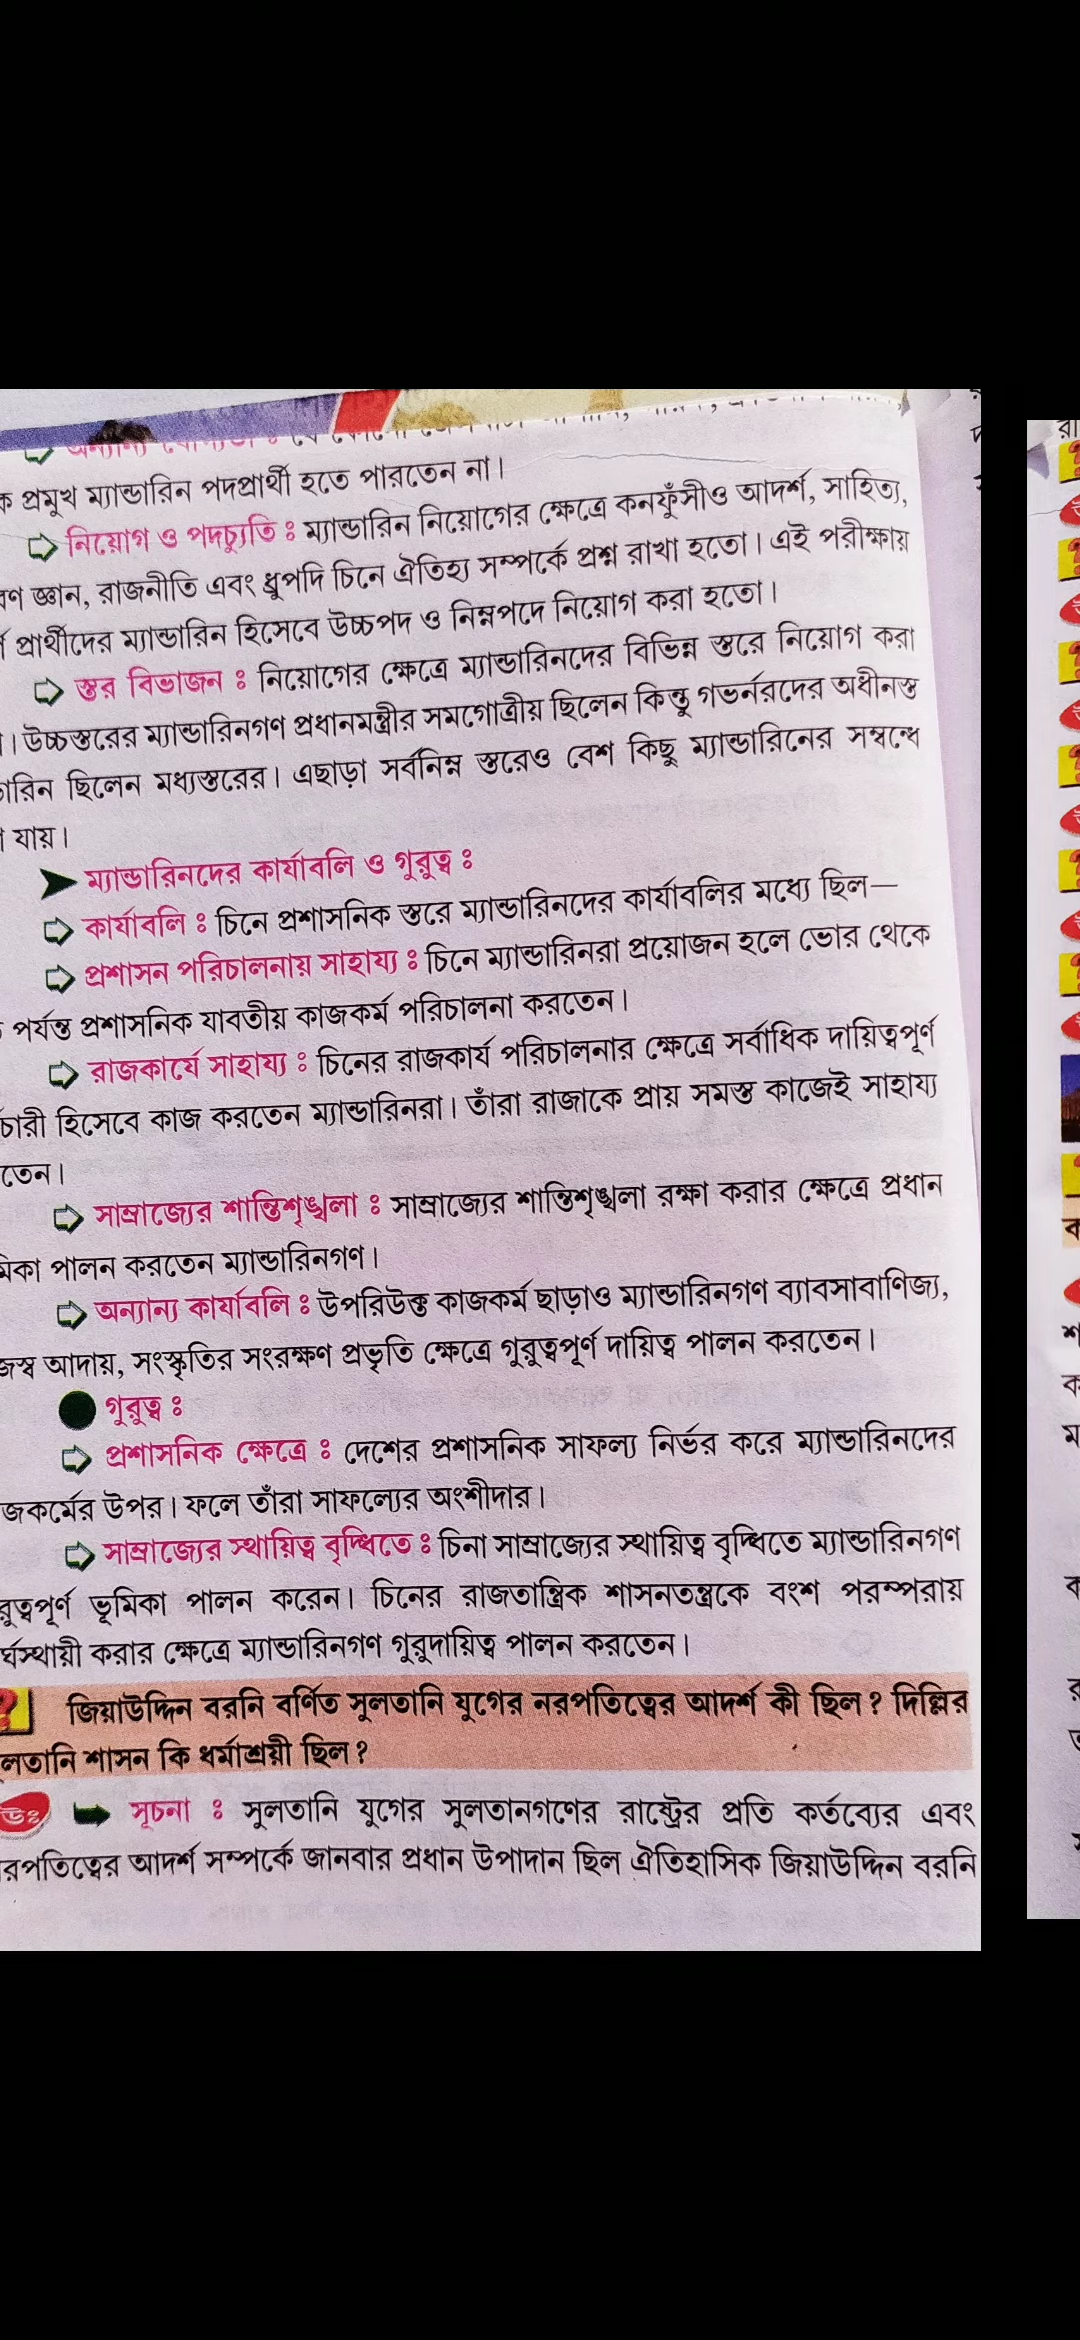 প্রমুখ ম্যান্ডারিন পদপ্রার্থী হতে পারতেন না।
নিয়োগ ও পদচ্যুতি ঃ ম্যান্ডারিন নিয়োগের ক্ষেত্রে কনফুঁসীও আদর্শ, সাহিত্য,
জ্ঞান, রাজনীতি এবং ধ্রুপদি চিনে ঐতিহ্য সম্পর্কে প্রশ্ন রাখা হতো। এই পরীক্ষায়
প্রার্থীদের ম্যান্ডারিন হিসেবে উচ্চপদ ও নিম্নপদে নিয়োগ করা হতো।
স্তর বিভাজন ঃ নিয়োগের ক্ষেত্রে ম্যান্ডারিনদের বিভিন্ন স্তরে নিয়োগ করা
। উচ্চস্তরের ম্যান্ডারিনগণ প্রধানমন্ত্রীর সমগোত্রীয় ছিলেন কিন্তু গভর্নরদের অধীনস্ত
ছিলেন মধ্যস্তরের। এছাড়া সর্বনিম্ন স্তরেও বেশ কিছু ম্যান্ডারিনের সম্বন্ধে
যায়।
ম্যান্ডারিনদের কার্যাবলি ও গুরুত্ব ঃ
কার্যাবলি ঃ চিনে প্রশাসনিক স্তরে ম্যান্ডারিনদের কার্যাবলির মধ্যে ছিল—
প্রশাসন পরিচালনায় সাহায্য ঃ চিনে ম্যান্ডারিনরা প্রয়োজন হলে ভোর থেকে
পর্যন্ত প্রশাসনিক যাবতীয় কাজকর্ম পরিচালনা করতেন।
রাজকার্যে সাহায্য ঃ চিনের রাজকার্য পরিচালনার ক্ষেত্রে সর্বাধিক দায়িত্বপূর্ণ
চারী হিসেবে কাজ করতেন ম্যান্ডারিনরা। তাঁরা রাজাকে প্রায় সমস্ত কাজেই সাহায্য
তেন।
সাম্রাজ্যের শান্তিশৃঙ্খলা ঃ সাম্রাজ্যের শান্তিশৃঙ্খলা রক্ষা করার ক্ষেত্রে প্রধান
মিকা পালন করতেন ম্যান্ডারিনগণ।
অন্যান্য কার্যাবলি ঃ উপরিউক্ত কাজকর্ম ছাড়াও ম্যান্ডারিনগণ ব্যাবসাবাণিজ্য,
জস্ব আদায়, সংস্কৃতির সংরক্ষণ প্রভৃতি ক্ষেত্রে গুরুত্বপূর্ণ দায়িত্ব পালন করতেন।
গুরুত্ব ঃ
প্রশাসনিক ক্ষেত্রে ঃ দেশের প্রশাসনিক সাফল্য নির্ভর করে ম্যান্ডারিনদের
জকর্মের উপর। ফলে তাঁরা সাফল্যের অংশীদার।
সাম্রাজ্যের স্থায়িত্ব বৃদ্ধিতে ঃ চিনা সাম্রাজ্যের স্থায়িত্ব বৃদ্ধিতে ম্যান্ডারিনগণ
রুত্বপূর্ণ ভূমিকা পালন করেন। চিনের রাজতান্ত্রিক শাসনতন্ত্রকে বংশ পরম্পরায়
র্ঘস্থায়ী করার ক্ষেত্রে ম্যান্ডারিনগণ গুরুদায়িত্ব পালন করতেন।
? জিয়াউদ্দিন বরনি বর্ণিত সুলতানি যুগের নরপতিত্বের আদর্শ কী ছিল? দিল্লির
লতানি শাসন কি ধর্মাশ্রয়ী ছিল?
উঃ সূচনা ঃ সুলতানি যুগের সুলতানগণের রাষ্ট্রের প্রতি কর্তব্যের এবং
রপতিত্বের আদর্শ সম্পর্কে জানবার প্রধান উপাদান ছিল ঐতিহাসিক জিয়াউদ্দিন বরনি